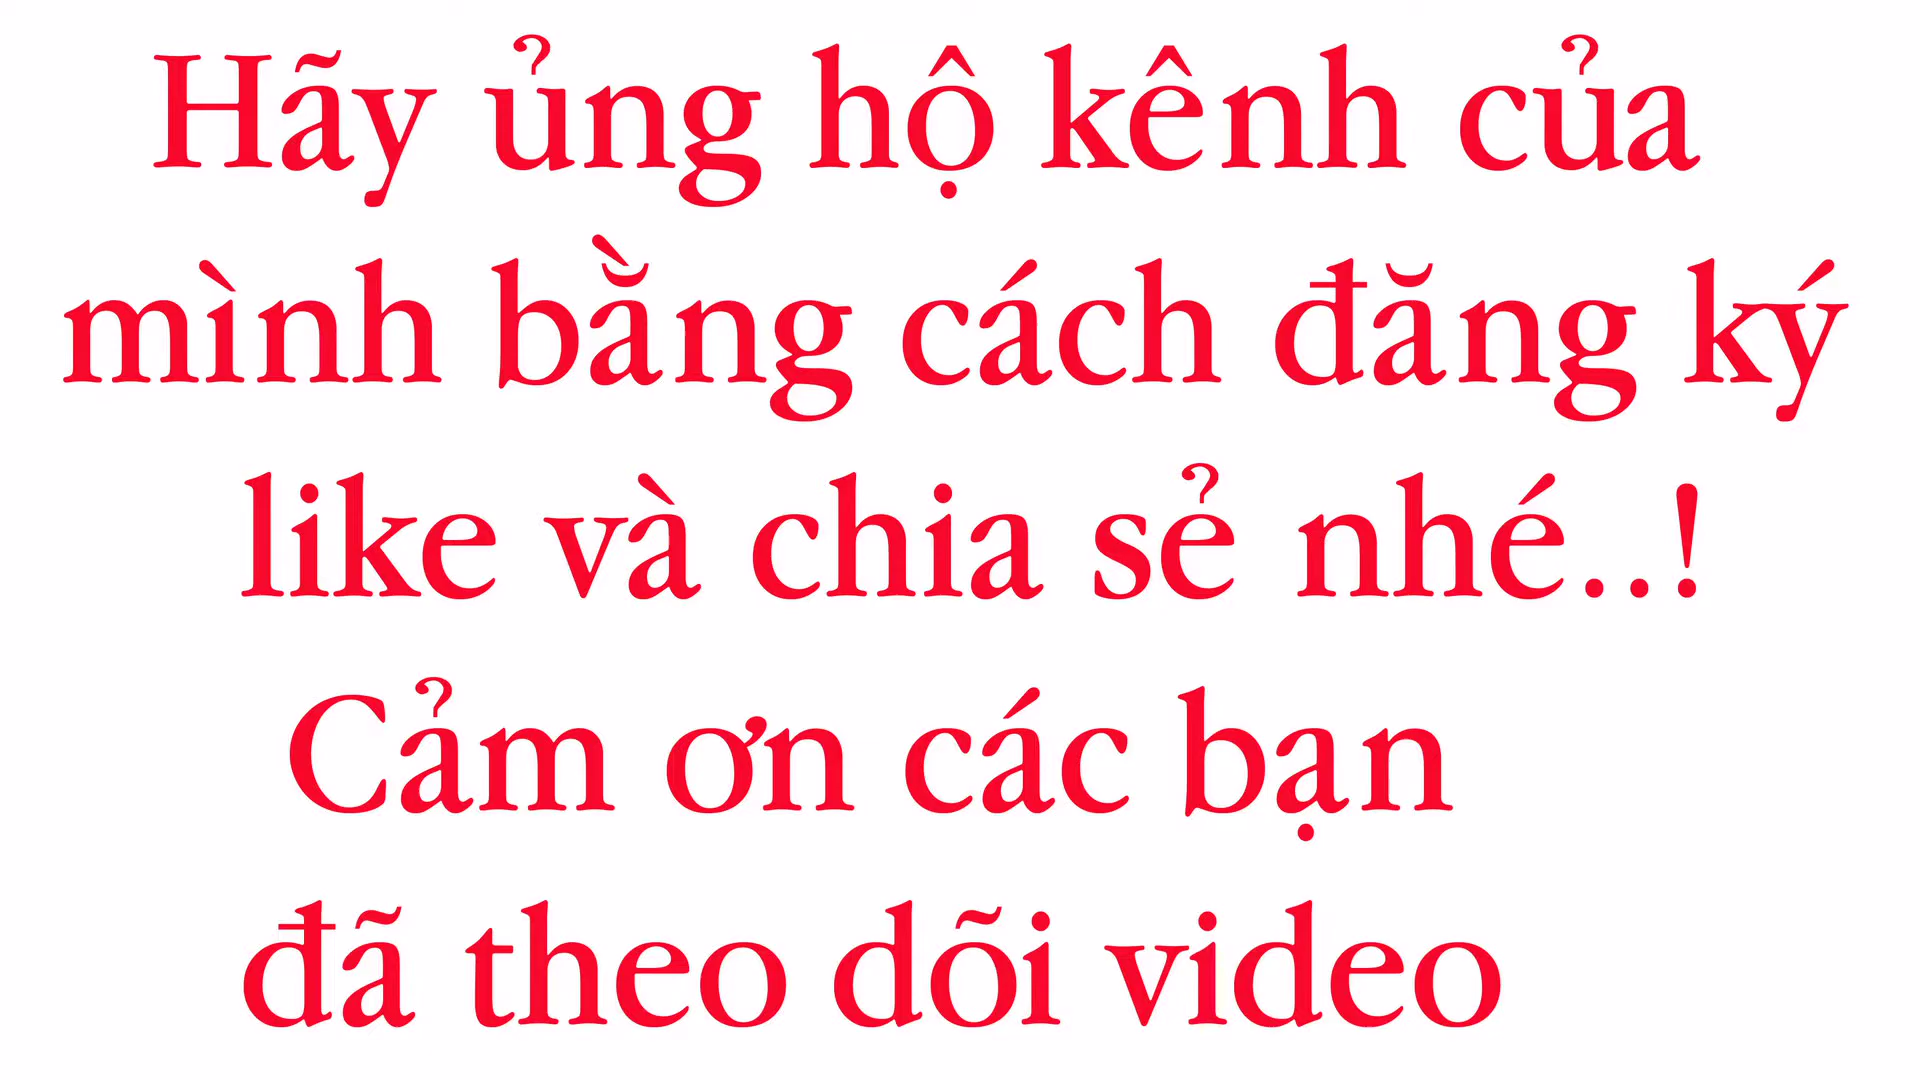 Hãy ủng hộ kênh của
mình bằng cách đăng ký
like và chia sẻ nhé..!
Cảm ơn các bạn
đã theo dõi video